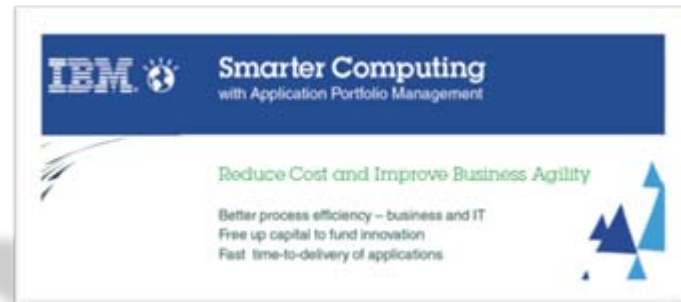 IBM.
Smarter Computing
with Application Portfolio Management
Reduce Cost and Improve Business Agility
Better process efficiency – business and IT
Free up capital to fund innovation
Fast time-to-delivery of applications